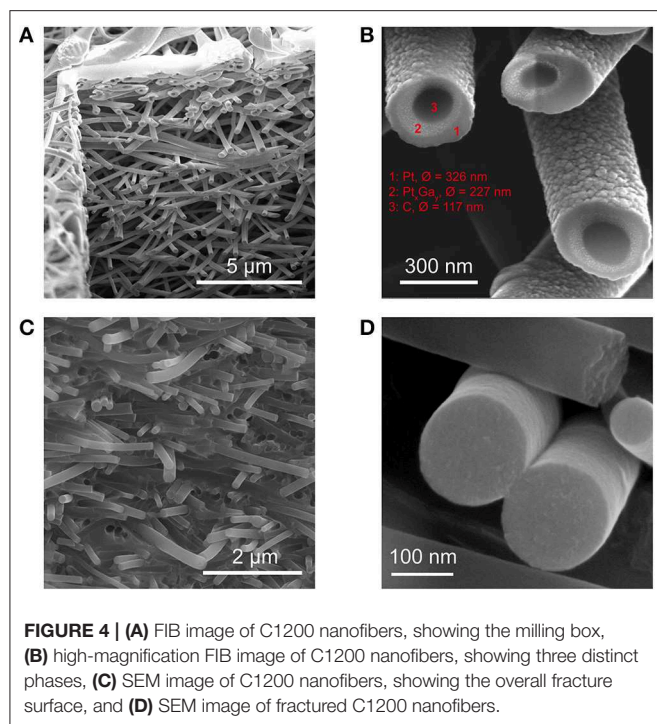 A
5 µm
B
3
2
1
1: Pt, Ø = 326 nm
2: PtxGay, Ø = 227 nm
3: C, Ø = 117 nm
300 nm
C
2 µm
D
100 nm
FIGURE 4 | (A) FIB image of C1200 nanofibers, showing the milling box,
(B) high-magnification FIB image of C1200 nanofibers, showing three distinct
phases, (C) SEM image of C1200 nanofibers, showing the overall fracture
surface, and (D) SEM image of fractured C1200 nanofibers.